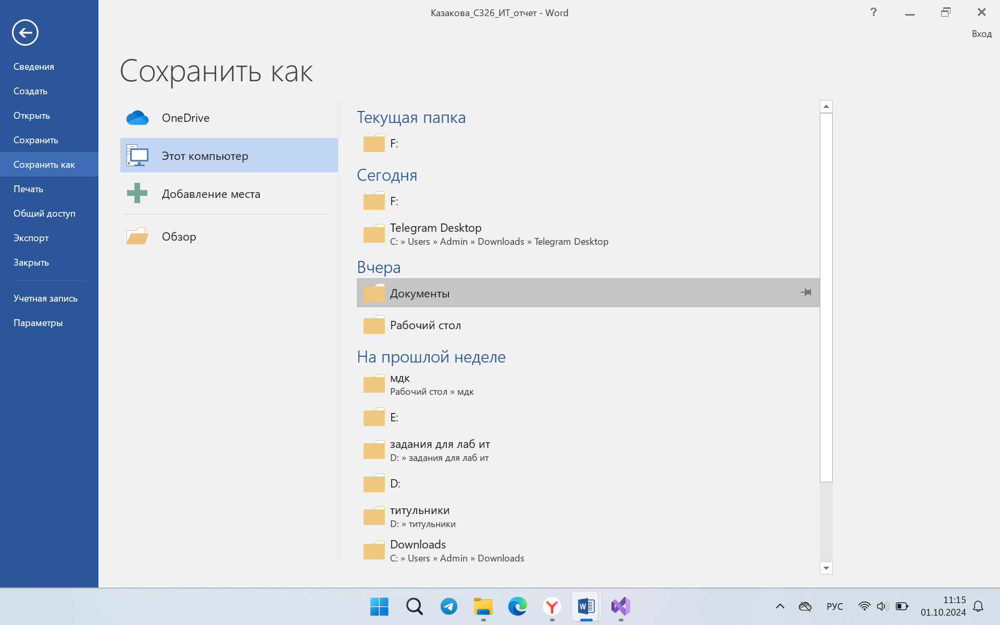 Казакова_С326_ИТ_отчет - Word
?
Вход
Сведения
Создать
Открыть
Сохранить
Сохранить как
Печать
Общий доступ
Экспорт
Закрыть
Учетная запись
Параметры
Сохранить как
OneDrive
Этот компьютер
Добавление места
Обзор
Текущая папка
F:
Сегодня
F:
Telegram Desktop
C: » Users » Admin » Downloads » Telegram Desktop
Вчера
Документы
Рабочий стол
На прошлой неделе
мдк
Рабочий стол » мдк
E:
задания для лаб ит
D: » задания для лаб ит
D:
титульники
D: » титульники
Downloads
C: » Users » Admin » Downloads
РУС
11:15
01.10.2024